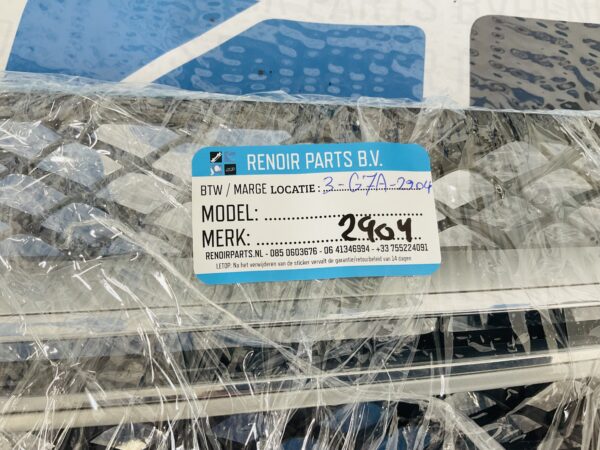 RENOIR PARTS B.V.
BTW / MARGE LOCATIE : 3-G7A-2904
MODEL: ...........................................
MERK: ............2904............
RENOIRPARTS.NL - 085 0603676 - 06 41346994 - +33 755224091
LETOP: Na het verwijderen van de sticker vervalt de garantie/retourbeleid van 14 dagen